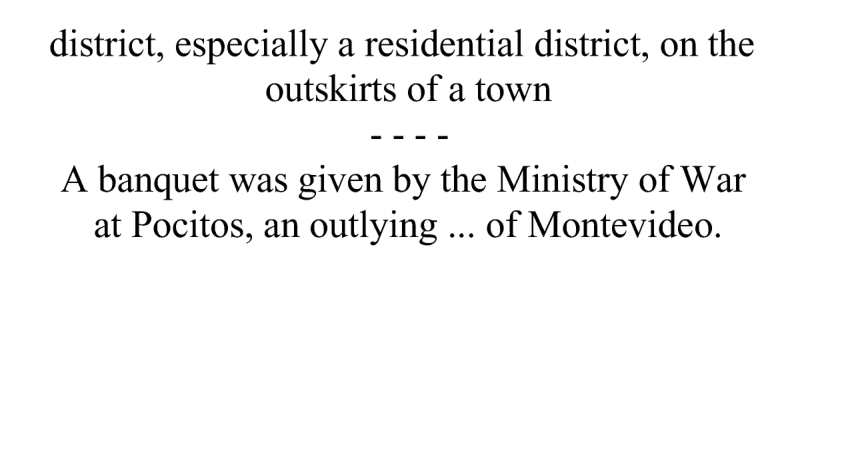 district, especially a residential district, on the
outskirts of a town
- - - -
A banquet was given by the Ministry of War
at Pocitos, an outlying ... of Montevideo.